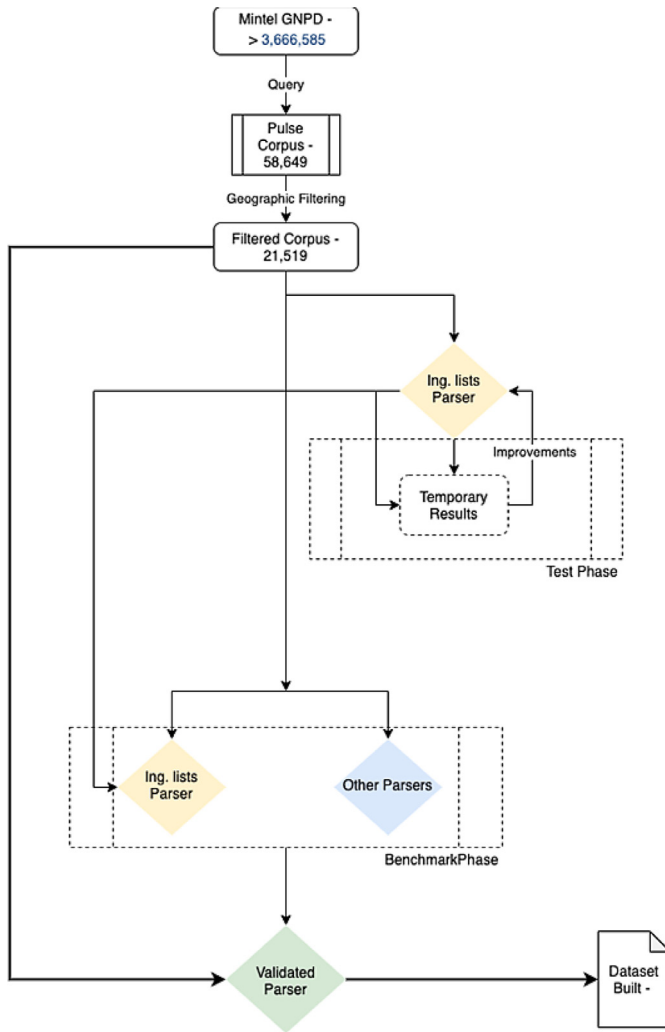 Mintel GNPD -
> 3,666,585
Query
Pulse
Corpus -
58,649
Geographic Filtering
Filtered Corpus -
21,519
Ing. lists
Parser
Improvements
Temporary
Results
Test Phase
Ing. lists
Parser
Other Parsers
BenchmarkPhase
Validated
Parser
Dataset
Built -